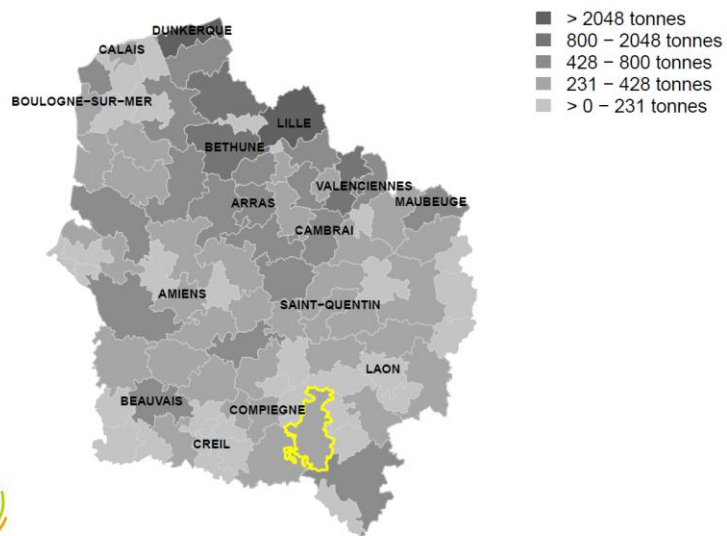 DUNKERQUE
CALAIS
BOULOGNE−SUR−MER
LILLE
BETHUNE
VALENCIENNES
ARRAS
MAUBEUGE
CAMBRAI
AMIENS
SAINT−QUENTIN
LAON
BEAUVAIS
COMPIEGNE
CREIL
> 2048 tonnes
800 − 2048 tonnes
428 − 800 tonnes
231 − 428 tonnes
> 0 − 231 tonnes